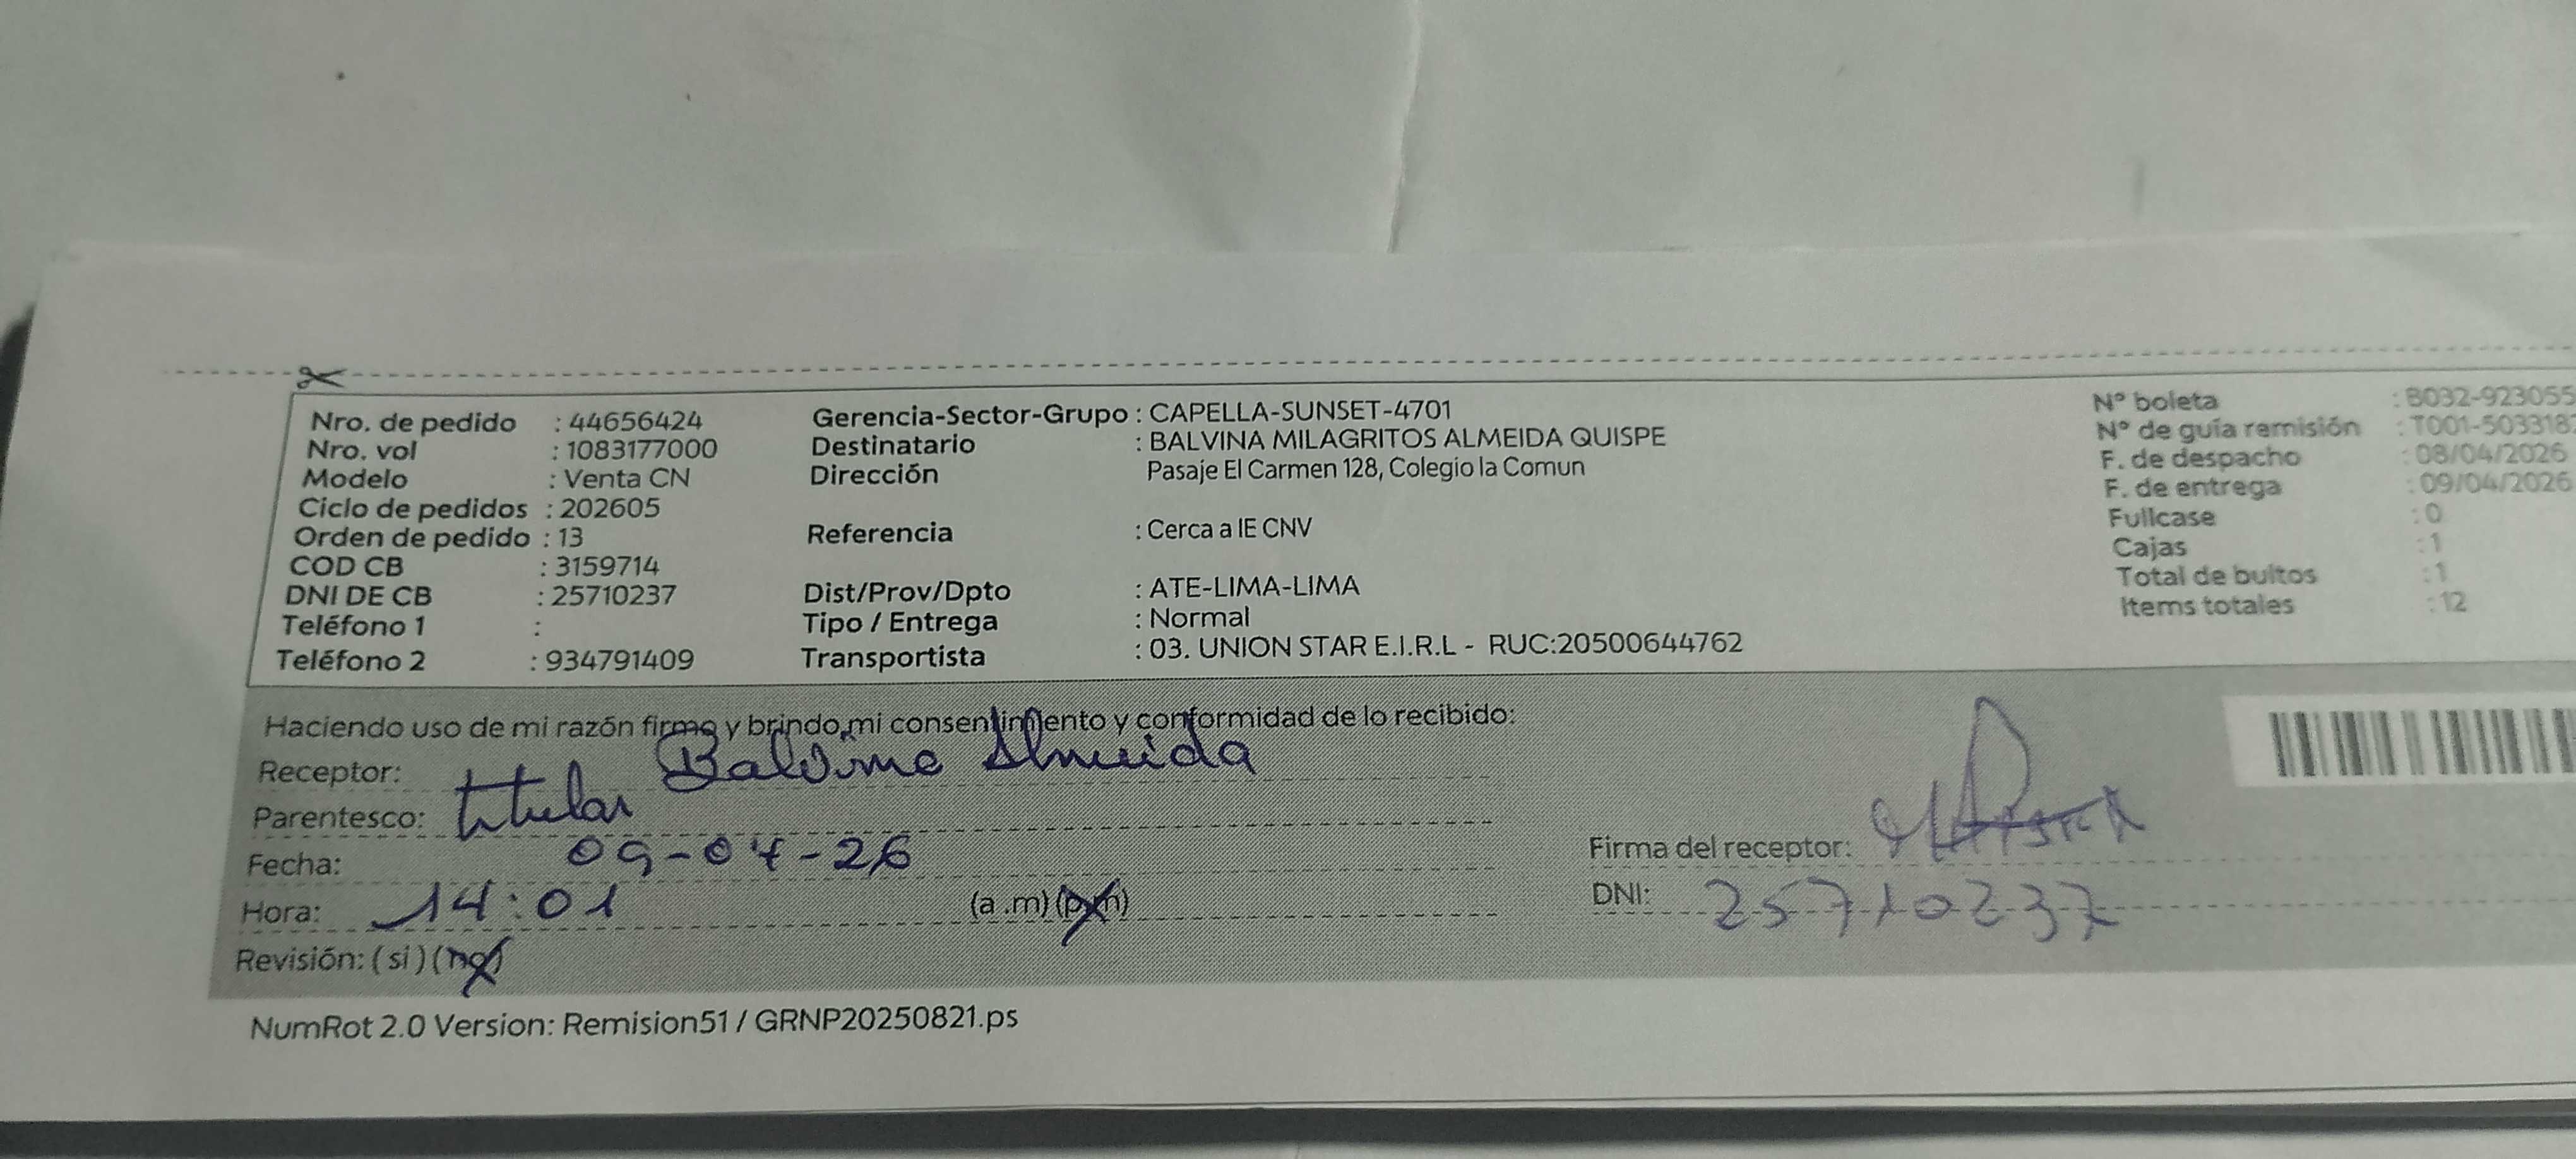 Nro. de pedido : 44656424
Nro. vol : 1083177000
Modelo : Venta CN
Ciclo de pedidos : 202605
Orden de pedido : 13
COD CB : 3159714
DNI DE CB : 25710237
Teléfono 1 :
Teléfono 2 : 934791409
Gerencia-Sector-Grupo : CAPELLA-SUNSET-4701
Destinatario : BALVINA MILAGRITOS ALMEIDA QUISPE
Dirección Pasaje El Carmen 128, Colegio la Comun
Referencia : Cerca a IE CNV
Dist/Prov/Dpto : ATE-LIMA-LIMA
Tipo / Entrega : Normal
Transportista : 03. UNION STAR E.I.R.L - RUC:20500644762
N° boleta : B032-923055
N° de guía remisión : T001-503318
F. de despacho : 08/04/2026
F. de entrega : 09/04/2026
Fullcase : 0
Cajas : 1
Total de bultos : 1
Items totales : 12
Haciendo uso de mi razón firmo y brindo mi consentimiento y conformidad de lo recibido:
Receptor: Balvina Almeida
Parentesco: titular
Fecha: 09-04-26
Hora: 14:01 (a.m) (p.m)
Revisión: (si) (no)
Firma del receptor:
DNI: 25710237
NumRot 2.0 Version: Remision51 / GRNP20250821.ps